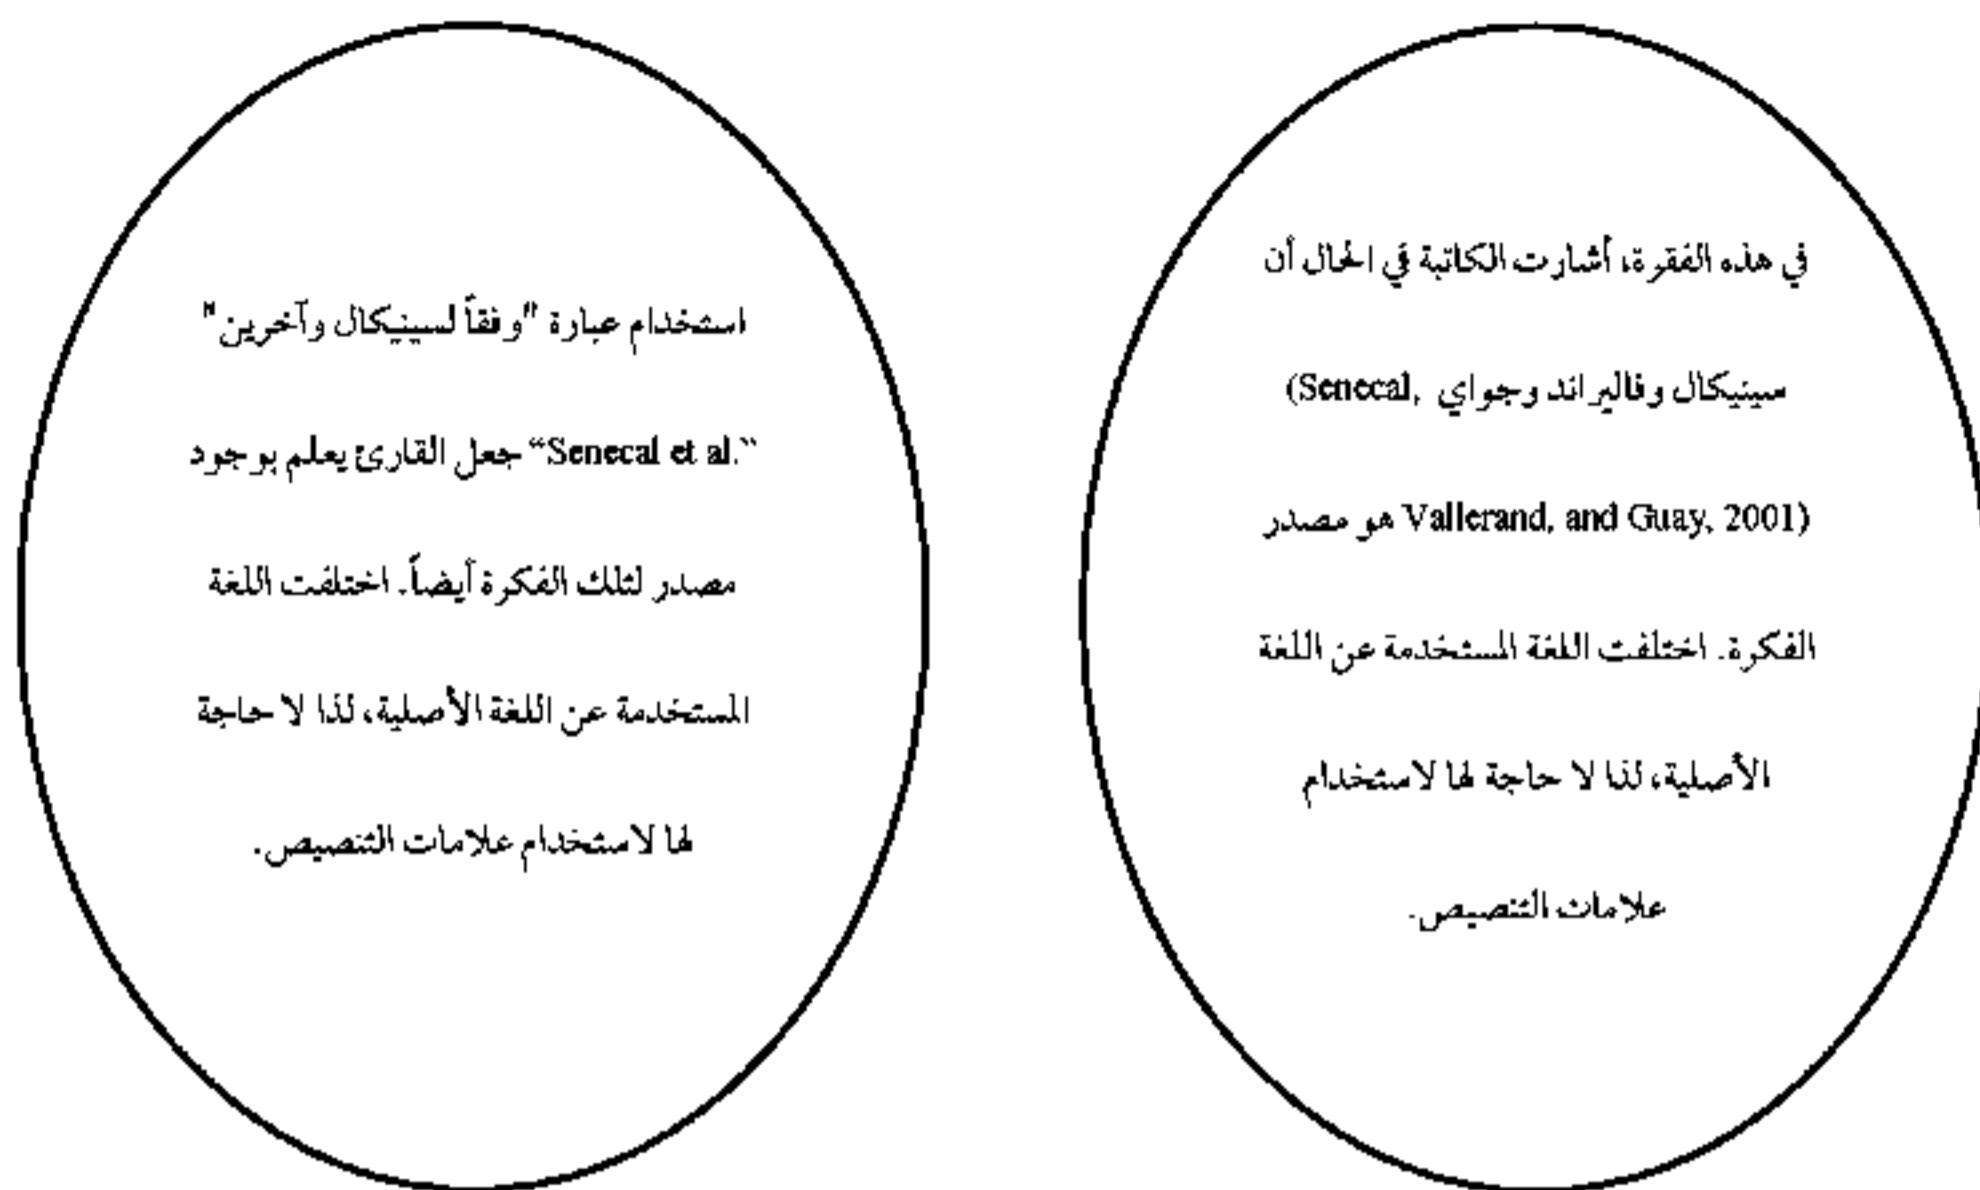 في هذه الفقرة، أشارت الكاتبة في الحال أن
سينيكال وفاليراند وجواي (Senecal,
Vallerand, and Guay, 2001) هو مصدر
الفكرة. اختلفت اللغة المستخدمة عن اللغة
الأصلية، لذا لا حاجة لها لاستخدام
علامات التنصيص.
استخدام عبارة "وفقاً لسينيكال وآخرين"
“Senecal et al.” جعل القارئ يعلم بوجود
مصدر لتلك الفكرة أيضاً. اختلفت اللغة
المستخدمة عن اللغة الأصلية، لذا لا حاجة
لها لاستخدام علامات التنصيص.